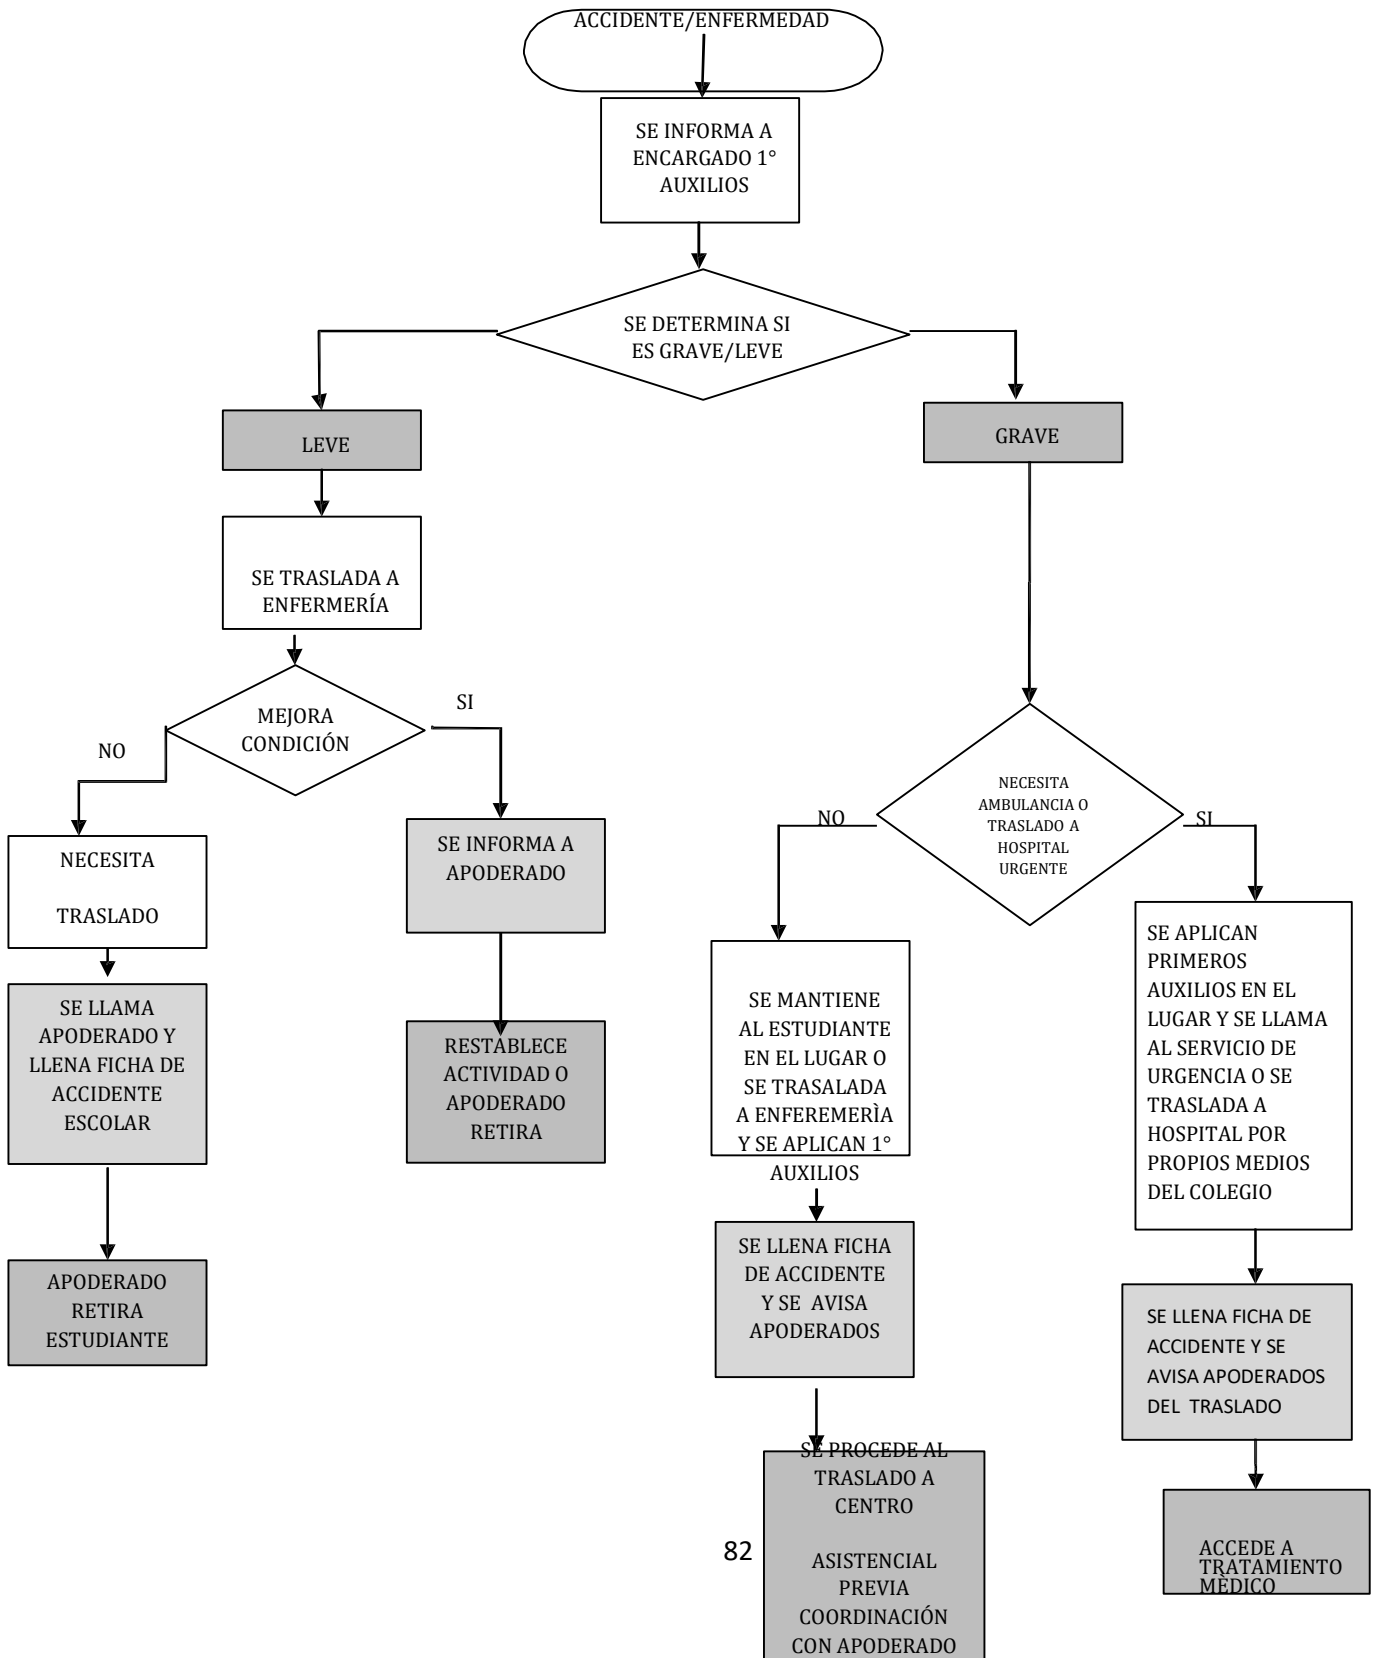 ACCIDENTE/ENFERMEDAD
SE INFORMA A
ENCARGADO 1°
AUXILIOS
SE DETERMINA SI
ES GRAVE/LEVE
LEVE
GRAVE
SE TRASLADA A
ENFERMERÍA
MEJORA
CONDICIÓN
SI
NO
NECESITA
TRASLADO
SE LLAMA
APODERADO Y
LLENA FICHA DE
ACCIDENTE
ESCOLAR
APODERADO
RETIRA
ESTUDIANTE
SE INFORMA A
APODERADO
RESTABLECE
ACTIVIDAD O
APODERADO
RETIRA
NECESITA
AMBULANCIA O
TRASLADO A
HOSPITAL
URGENTE
NO
SI
SE MANTIENE
AL ESTUDIANTE
EN EL LUGAR O
SE TRASALADA
A ENFEREMERÌA
Y SE APLICAN 1°
AUXILIOS
SE LLENA FICHA
DE ACCIDENTE
Y SE AVISA
APODERADOS
SE PROCEDE AL
TRASLADO A
CENTRO
ASISTENCIAL
PREVIA
COORDINACIÓN
CON APODERADO
SE APLICAN
PRIMEROS
AUXILIOS EN EL
LUGAR Y SE LLAMA
AL SERVICIO DE
URGENCIA O SE
TRASLADA A
HOSPITAL POR
PROPIOS MEDIOS
DEL COLEGIO
SE LLENA FICHA DE
ACCIDENTE Y SE
AVISA APODERADOS
DEL TRASLADO
ACCEDE A
TRATAMIENTO
MÈDICO
82